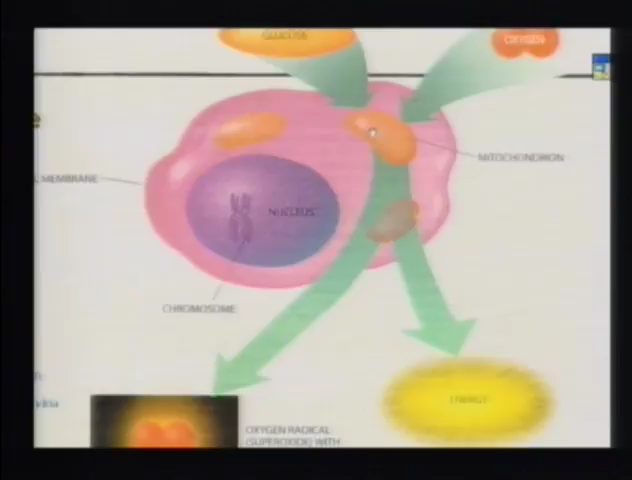 GLUCOSE
OXYGEN
MITOCHONDRION
L MEMBRANE
NUCLEUS
CHROMOSOME
ENERGY
OXYGEN RADICAL
(SUPEROXIDE) WITH